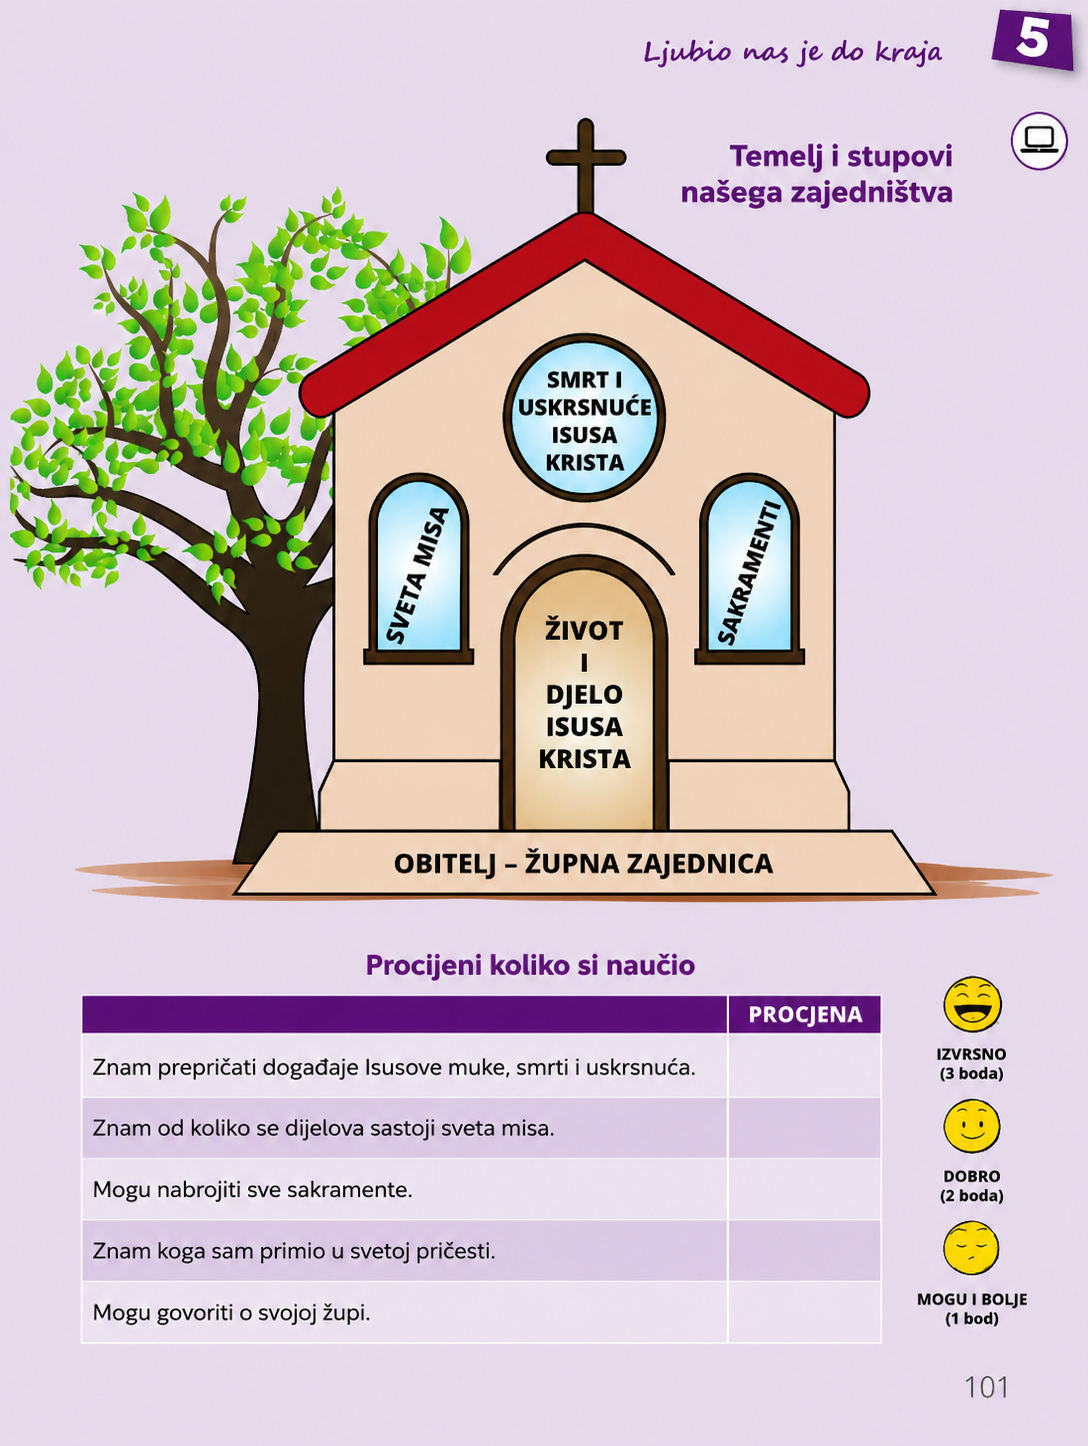 Ljubio nas je do kraja
5
Temelj i stupovi
našega zajedništva
SMRT I
USKRSNUĆE
ISUSA
KRISTA
SVETA MISA
SAKRAMENTI
ŽIVOT
I
DJELO
ISUSA
KRISTA
OBITELJ – ŽUPNA ZAJEDNICA
Procijeni koliko si naučio
PROCJENA
Znam prepričati događaje Isusove muke, smrti i uskrsnuća.
Znam od koliko se dijelova sastoji sveta misa.
Mogu nabrojiti sve sakramente.
Znam koga sam primio u svetoj pričesti.
Mogu govoriti o svojoj župi.
IZVRSNO
(3 boda)
DOBRO
(2 boda)
MOGU I BOLJE
(1 bod)
101